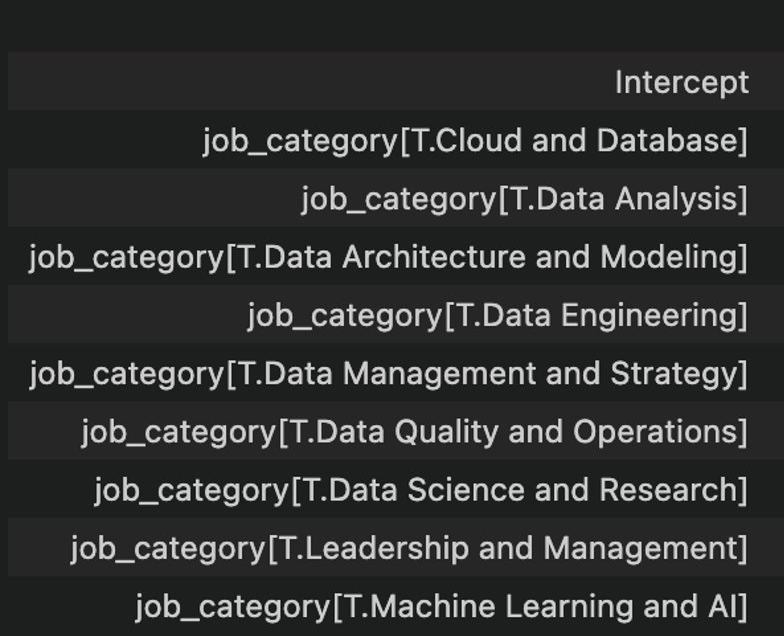 Intercept
job_category[T.Cloud and Database]
job_category[T.Data Analysis]
job_category[T.Data Architecture and Modeling]
job_category[T.Data Engineering]
job_category[T.Data Management and Strategy]
job_category[T.Data Quality and Operations]
job_category[T.Data Science and Research]
job_category[T.Leadership and Management]
job_category[T.Machine Learning and AI]